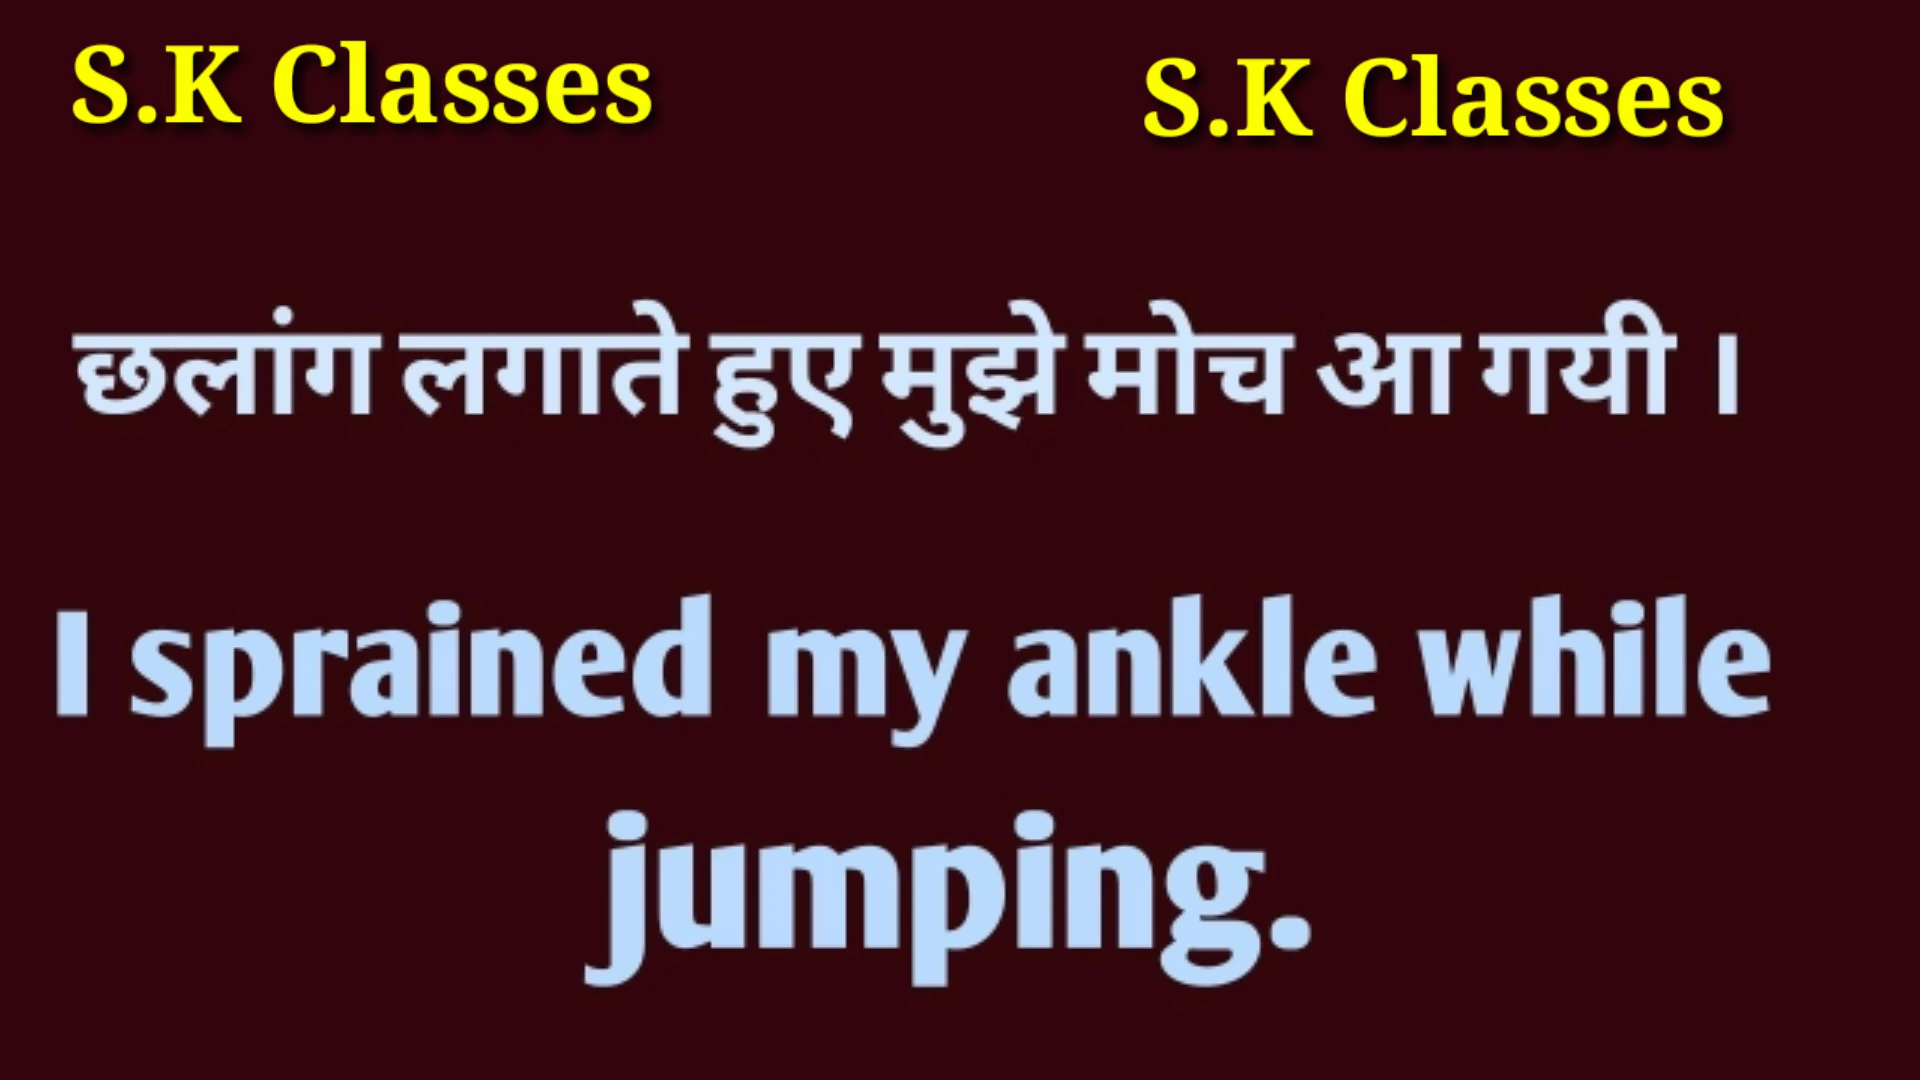 S.K Classes S.K Classes
छलांग लगाते हुए मुझे मोच आ गयी ।
I sprained my ankle while
jumping.